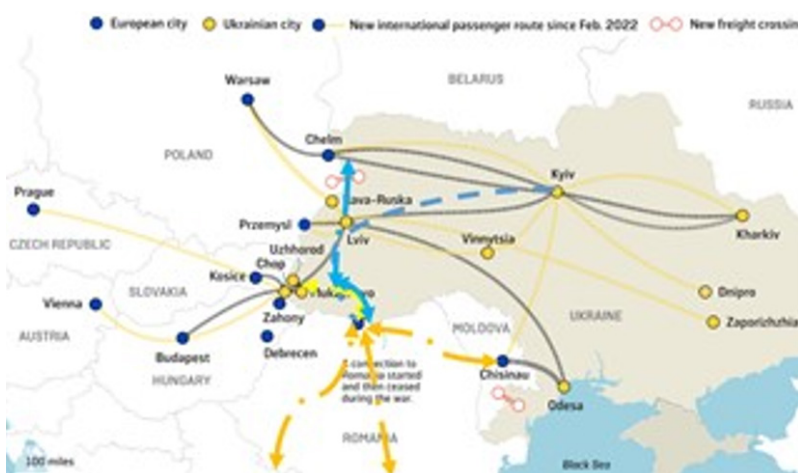 European city
Ukrainian city
New international passenger route since Feb. 2022
New freight crossin
Warsaw
BELARUS
RUSSIA
Chelm
POLAND
Kyiv
Prague
ava-Ruska
Przemysl
Lviv
Kharkiv
CZECH REPUBLIC
Uzhhorod
Vinnytsia
Chop
Kosice
SLOVAKIA
Dnipro
Vienna
Zahony
MOLDOVA
UKRAINE
Zaporizhzhia
AUSTRIA
Budapest
Debrecen
Chisinau
HUNGARY
connection to
Romania started
and then ceased
during the war.
Odesa
ROMANIA
100 miles
Black Sea